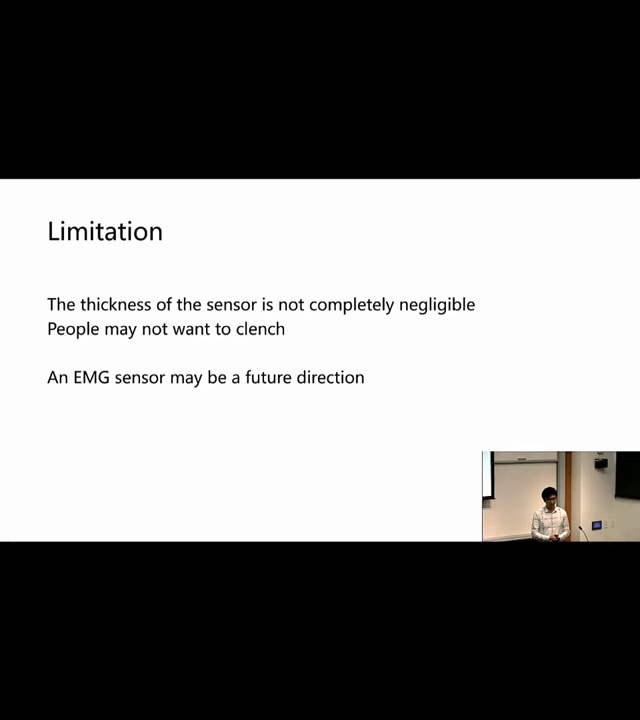 Limitation
The thickness of the sensor is not completely negligible
People may not want to clench
An EMG sensor may be a future direction